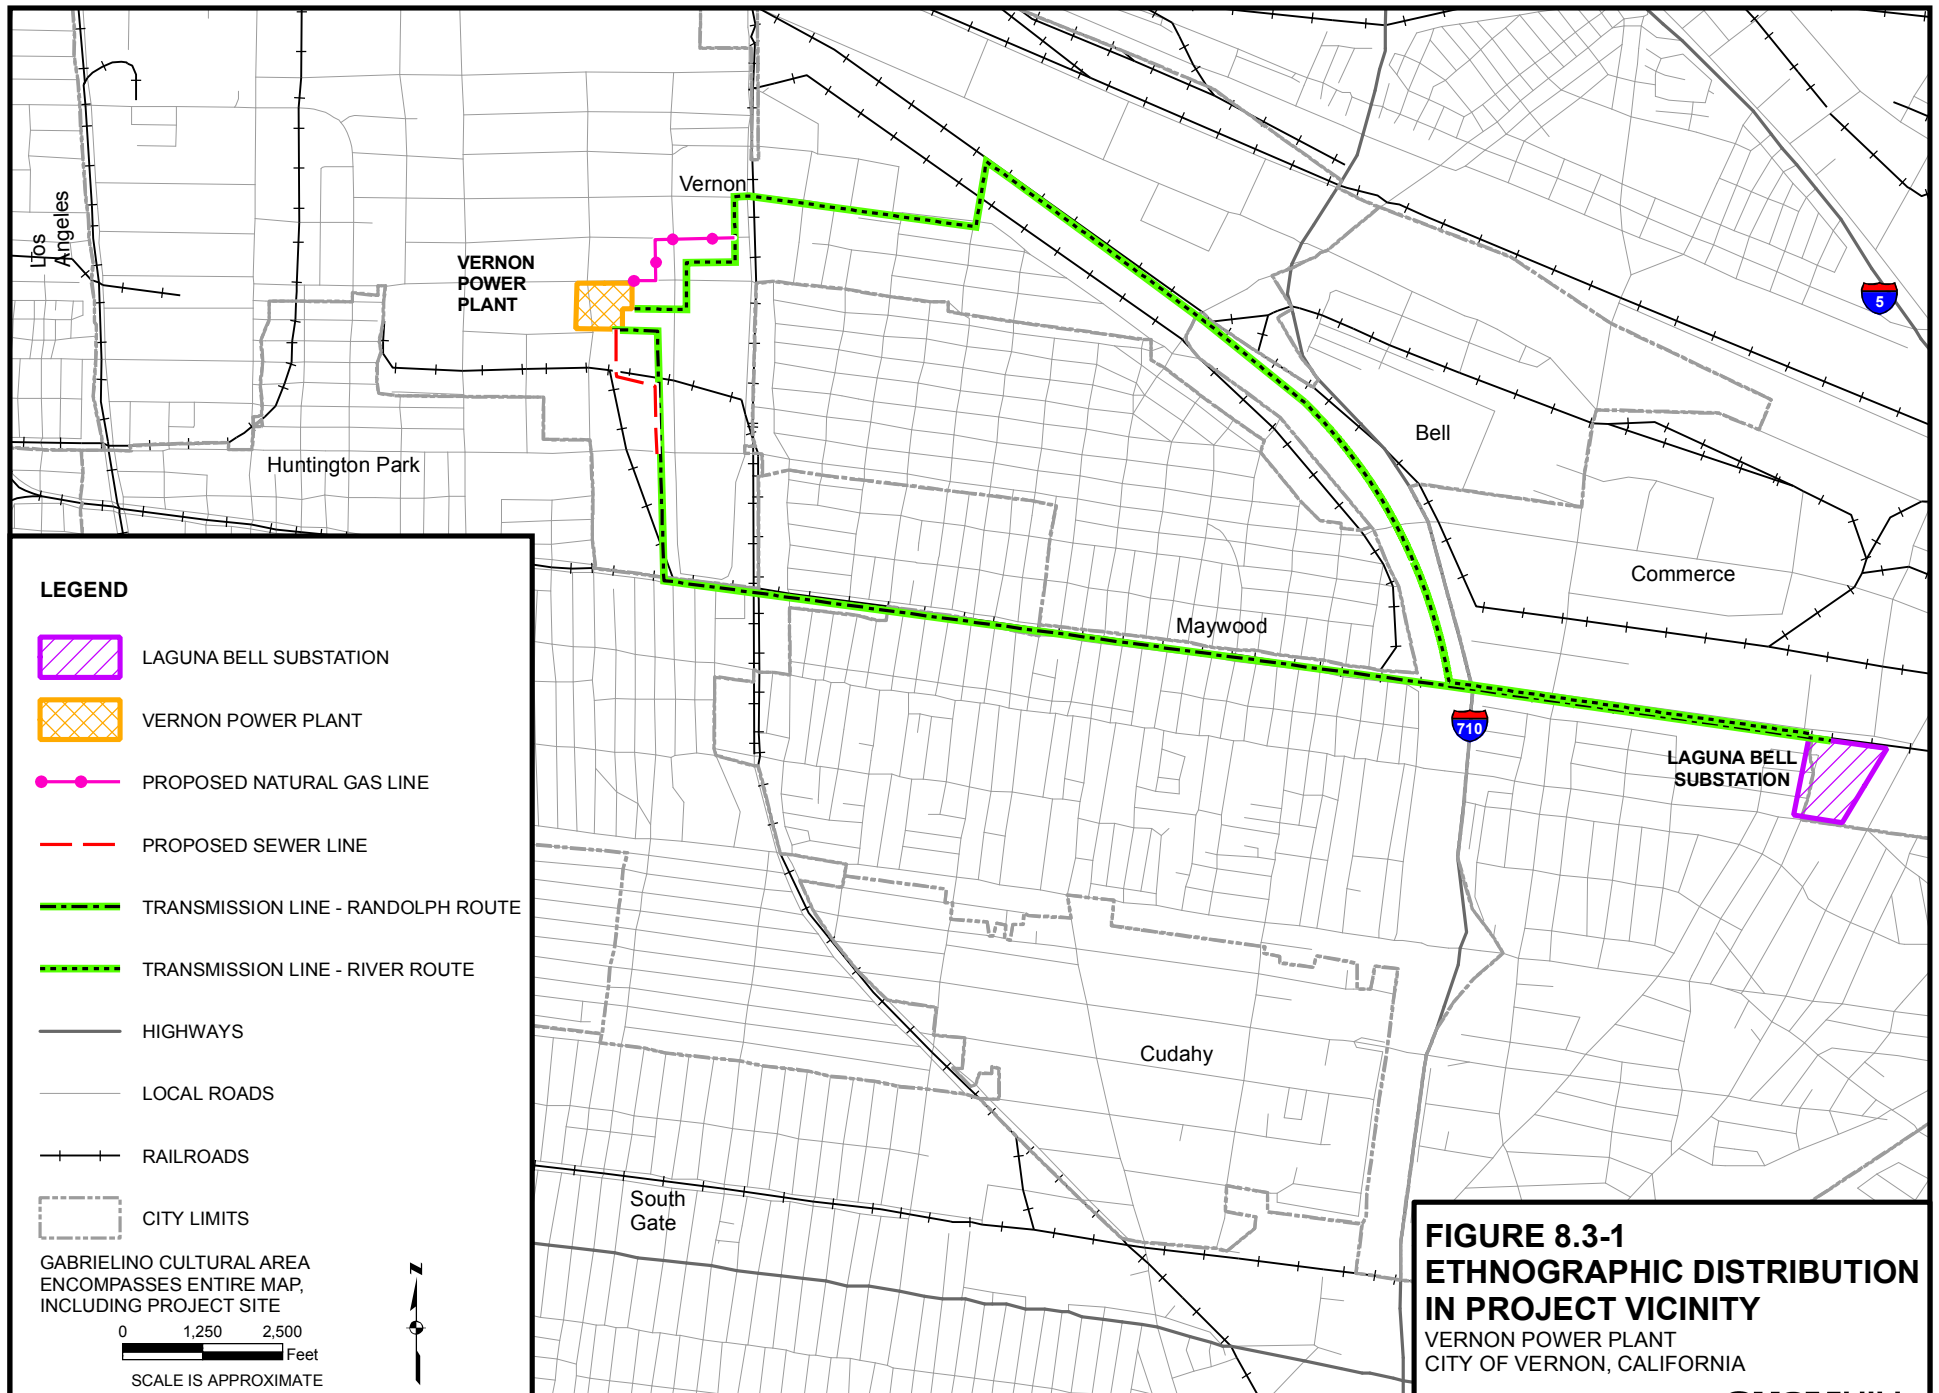 Vernon
Los
Angeles
VERNON
POWER
PLANT
5
Bell
Huntington Park
Commerce
Maywood
710
LAGUNA BELL
SUBSTATION
Cudahy
South
Gate
LEGEND
LAGUNA BELL SUBSTATION
VERNON POWER PLANT
PROPOSED NATURAL GAS LINE
PROPOSED SEWER LINE
TRANSMISSION LINE - RANDOLPH ROUTE
TRANSMISSION LINE - RIVER ROUTE
HIGHWAYS
LOCAL ROADS
RAILROADS
CITY LIMITS
GABRIELINO CULTURAL AREA
ENCOMPASSES ENTIRE MAP,
INCLUDING PROJECT SITE
0 1,250 2,500
Feet
SCALE IS APPROXIMATE
N
FIGURE 8.3-1
ETHNOGRAPHIC DISTRIBUTION
IN PROJECT VICINITY
VERNON POWER PLANT
CITY OF VERNON, CALIFORNIA